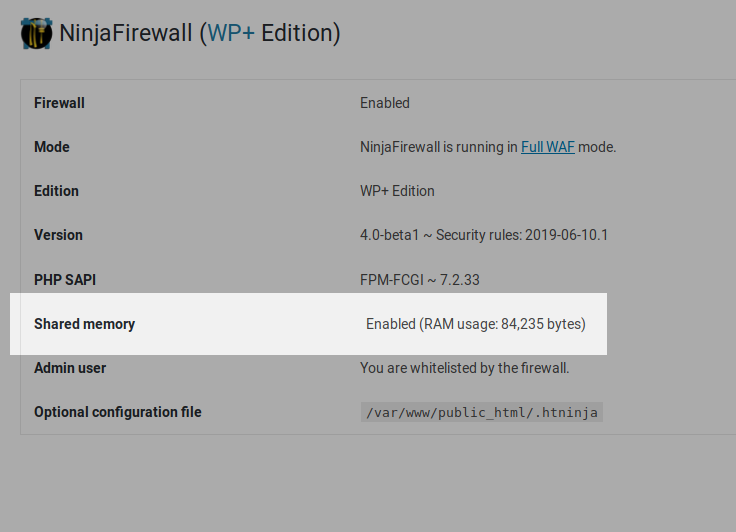 NinjaFirewall (WP+ Edition)
Firewall Enabled
Mode NinjaFirewall is running in Full WAF mode.
Edition WP+ Edition
Version 4.0-beta1 ~ Security rules: 2019-06-10.1
PHP SAPI FPM-FCGI ~ 7.2.33
Shared memory Enabled (RAM usage: 84,235 bytes)
Admin user You are whitelisted by the firewall.
Optional configuration file /var/www/public_html/.htninja